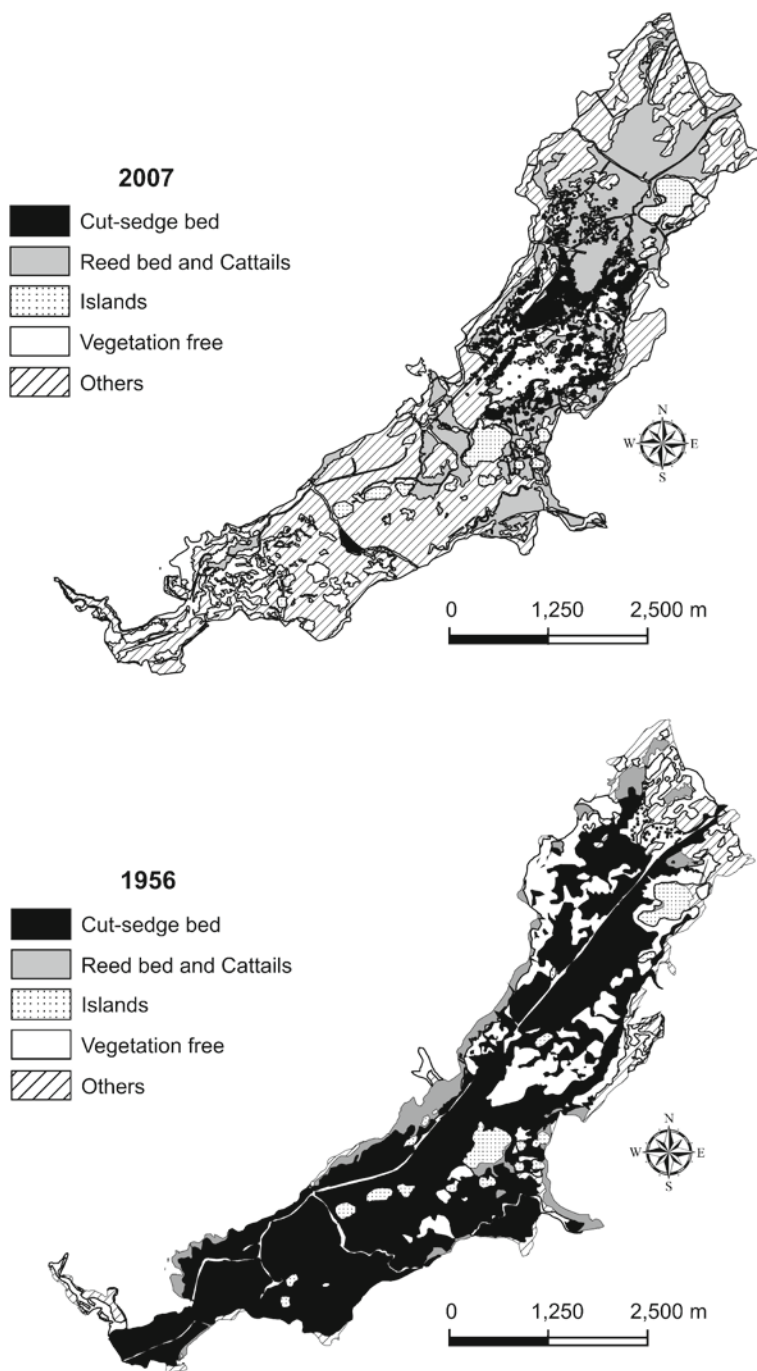 2007
Cut-sedge bed
Reed bed and Cattails
Islands
Vegetation free
Others
N
W E
S
0 1,250 2,500 m
1956
Cut-sedge bed
Reed bed and Cattails
Islands
Vegetation free
Others
N
W E
S
0 1,250 2,500 m